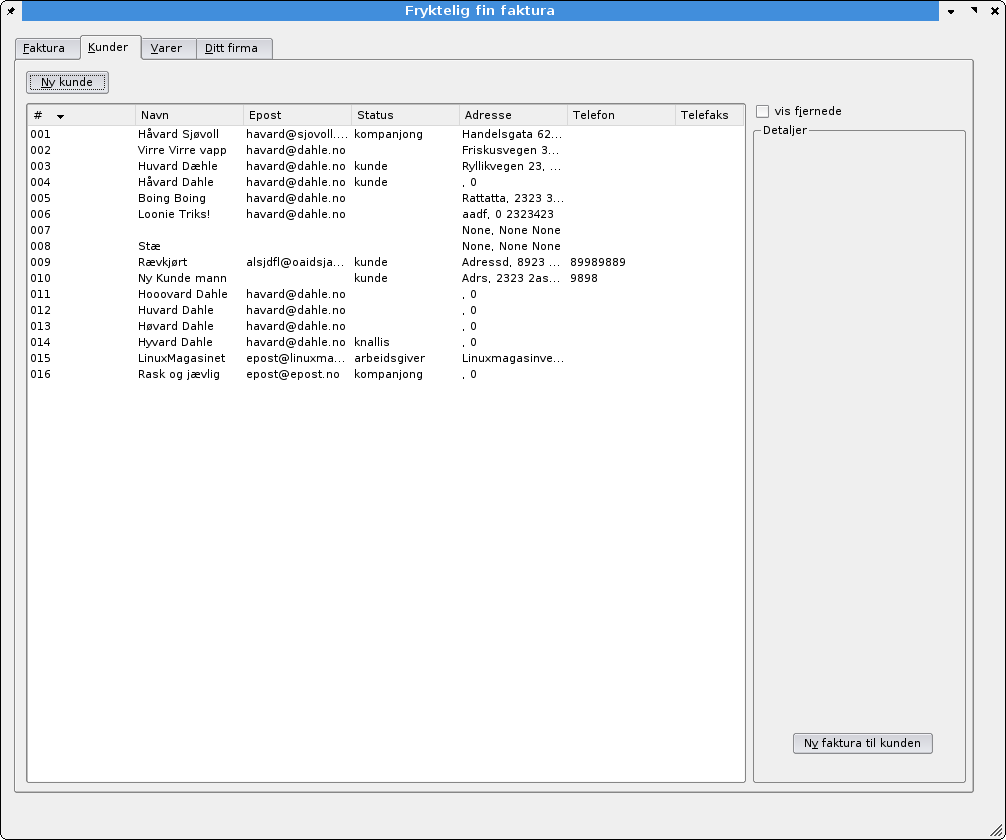 Fryktelig fin faktura
Faktura Kunder Varer Ditt firma
Ny kunde
# Navn Epost Status Adresse Telefon Telefaks
001 Håvard Sjøvoll havard@sjovoll.... kompanjong Handelsgata 62...
002 Virre Virre vapp havard@dahle.no Friskusvegen 3...
003 Huvard Dæhle havard@dahle.no kunde Ryllikvegen 23, ...
004 Håvard Dahle havard@dahle.no kunde , 0
005 Boing Boing havard@dahle.no Rattatta, 2323 3...
006 Loonie Triks! havard@dahle.no aadf, 0 2323423
007 None, None None
008 Stæ None, None None
009 Rævkjørt alsjdfl@oaidsja... kunde Adressd, 8923 ... 89989889
010 Ny Kunde mann kunde Adrs, 2323 2as... 9898
011 Hooovard Dahle havard@dahle.no , 0
012 Huvard Dahle havard@dahle.no , 0
013 Høvard Dahle havard@dahle.no , 0
014 Hyvard Dahle havard@dahle.no knallis , 0
015 LinuxMagasinet epost@linuxma... arbeidsgiver Linuxmagasinve...
016 Rask og jævlig epost@epost.no kompanjong , 0
vis fjernede
Detaljer
Ny faktura til kunden